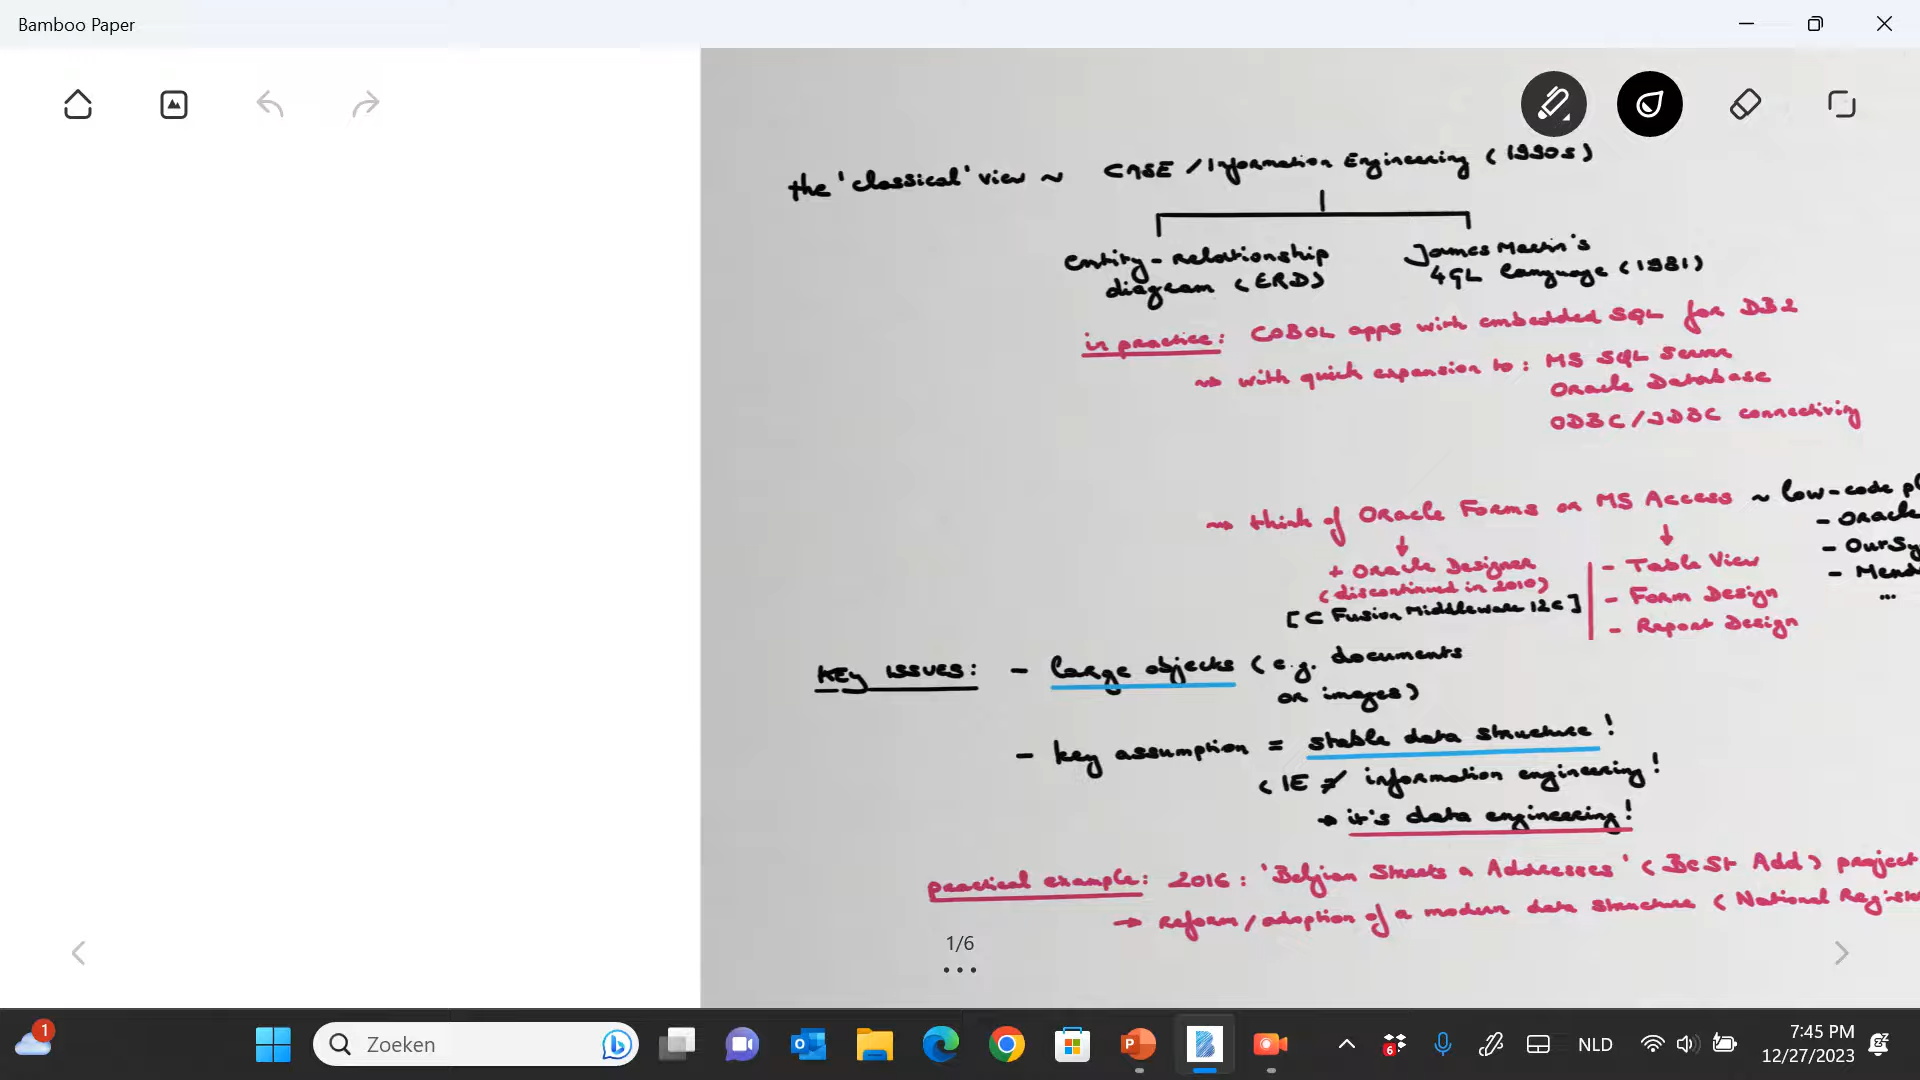 Bamboo Paper
the 'classical' view ~ CASE / Information Engineering (1990s)
entity-relationship diagram (ERD)
James Martin's 4GL language (1981)
in practice: COBOL apps with embedded SQL for DB2
⇝ with quick expansion to: MS SQL Server
Oracle Database
ODBC/JDBC connectivity
⇝ think of Oracle Forms or MS Access ~ low-code pl
- Oracle
- OurSy
- Mend
...
↓
+ Oracle Designer
(discontinued in 2010)
[⊂ Fusion Middleware 12c]
↓
- Table View
- Form Design
- Report Design
KEY ISSUES: - large objects (e.g. documents
or images)
- key assumption = stable data structure!
(IE ≠ information engineering!
→ it's data engineering!
practical example: 2016: 'Belgian Streets & Addresses' (BeSt Add) project
→ reform/adoption of a modern data structure (National Regist
1/6
1
Zoeken
6
NLD
7:45 PM
12/27/2023